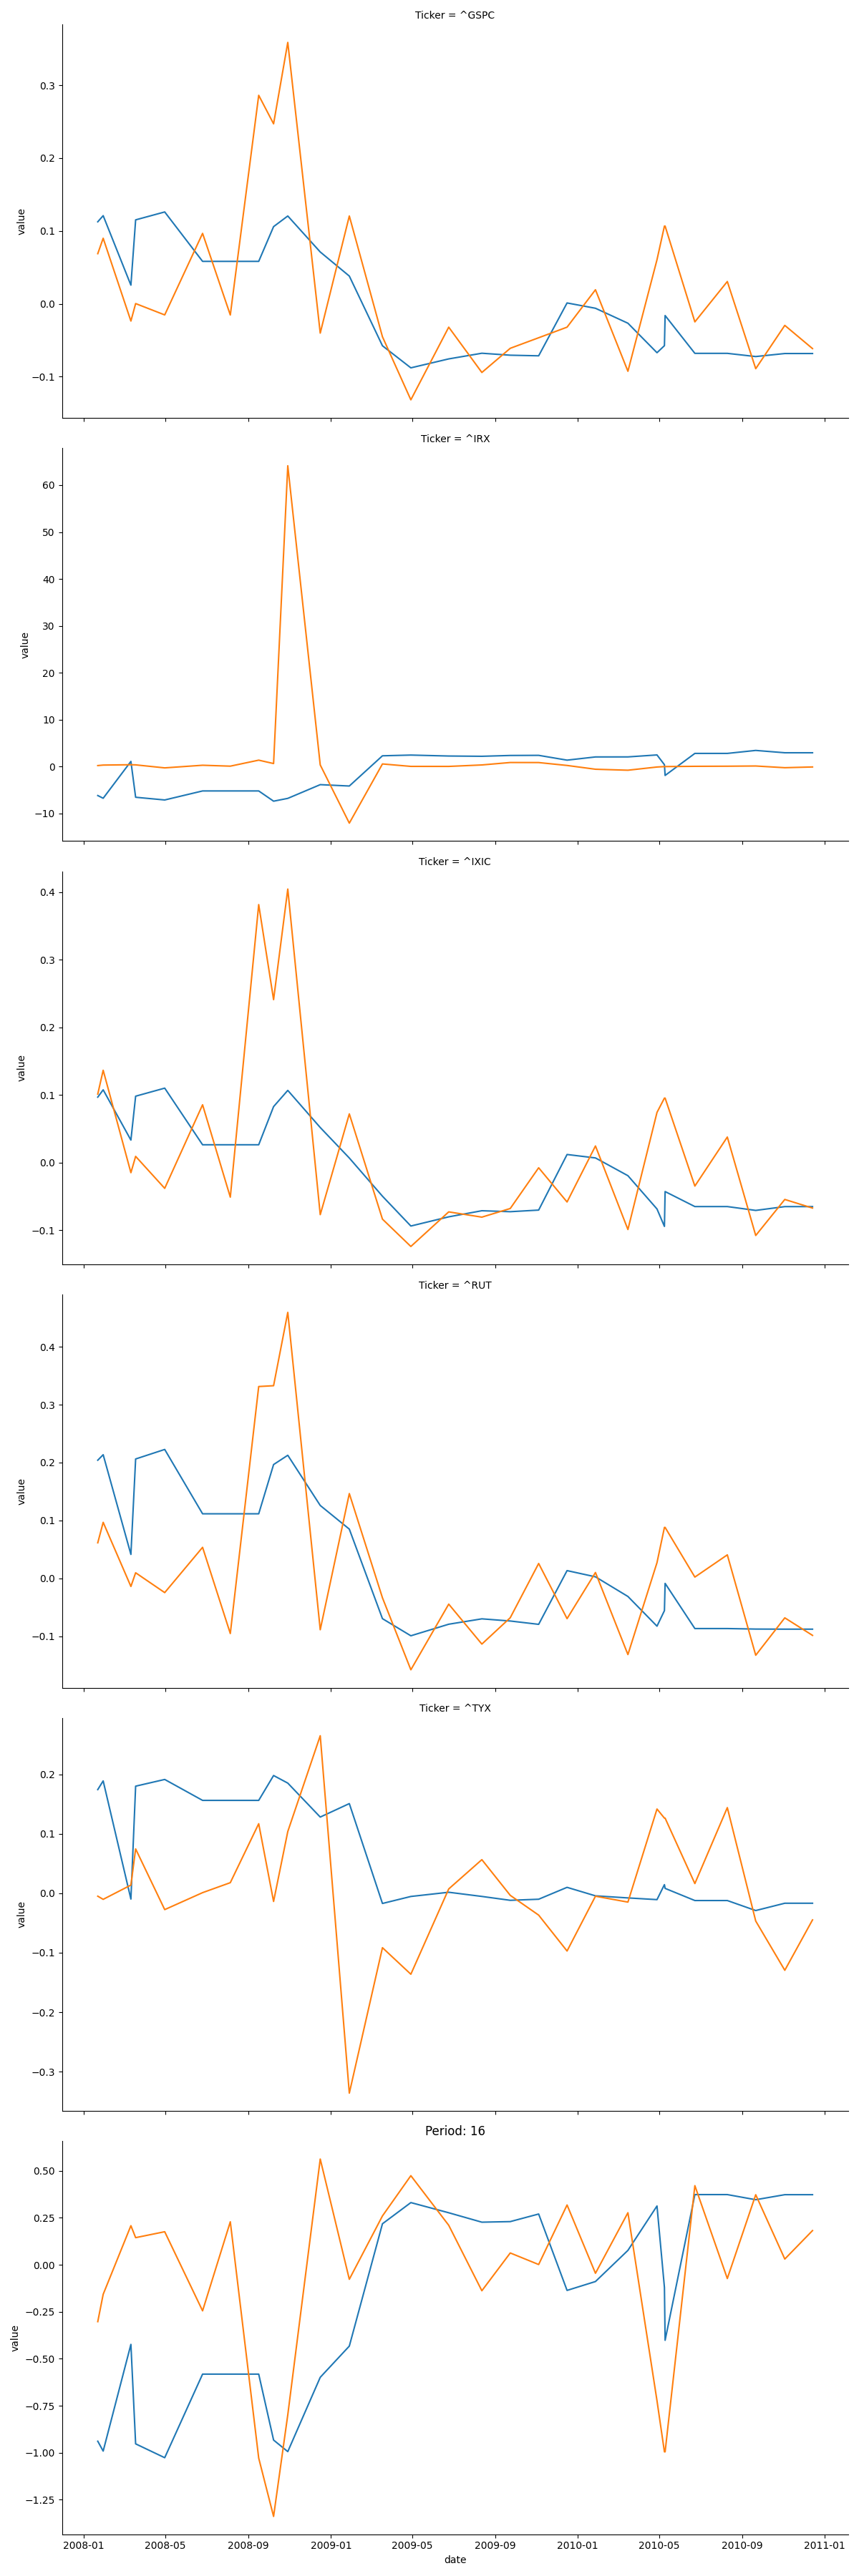 Ticker = ^GSPC
0.3
0.2
0.1
0.0
−0.1
value
Ticker = ^IRX
60
50
40
30
20
10
0
−10
value
Ticker = ^IXIC
0.4
0.3
0.2
0.1
0.0
−0.1
value
Ticker = ^RUT
0.4
0.3
0.2
0.1
0.0
−0.1
value
Ticker = ^TYX
0.2
0.1
0.0
−0.1
−0.2
−0.3
value
Period: 16
0.50
0.25
0.00
−0.25
−0.50
−0.75
−1.00
−1.25
value
2008-01 2008-05 2008-09 2009-01 2009-05 2009-09 2010-01 2010-05 2010-09 2011-01
date